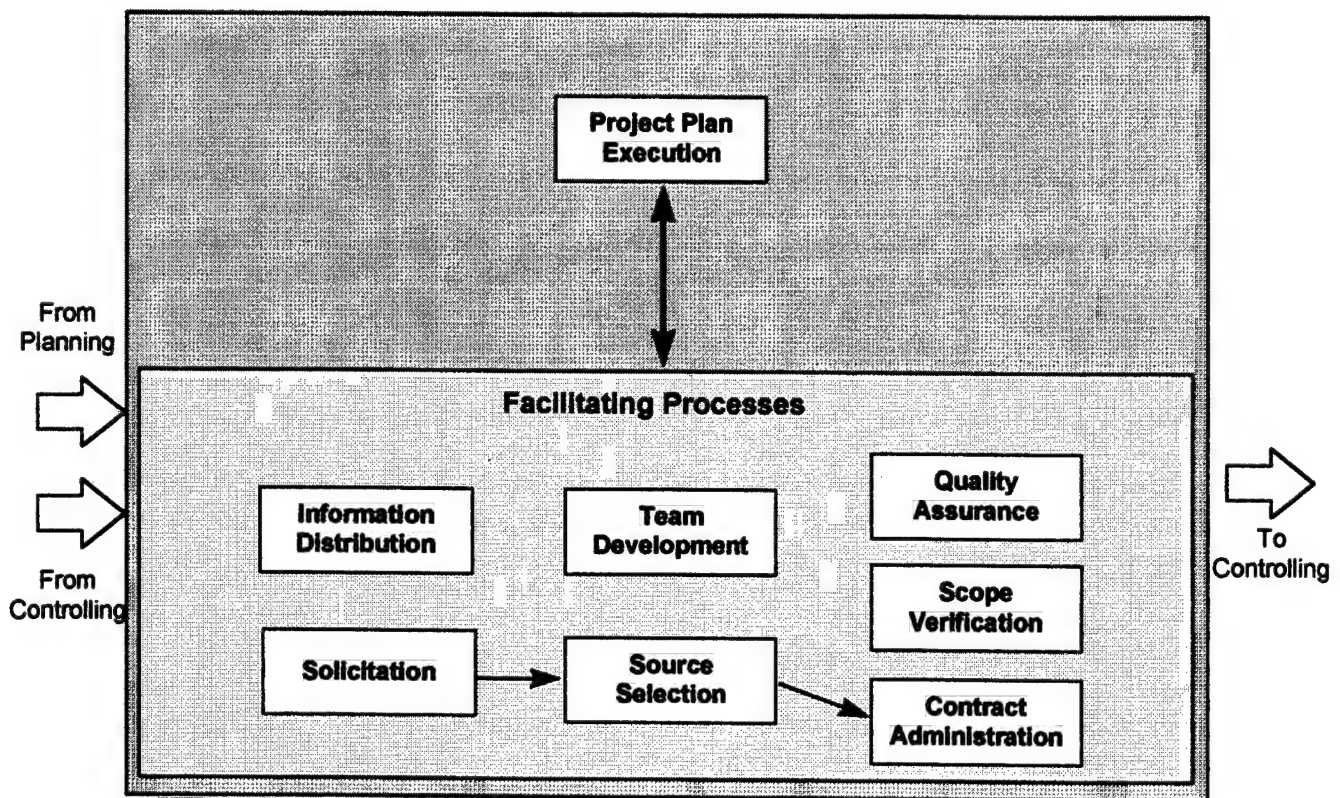 Project Plan
Execution
From
Planning
Facilitating Processes
Information
Distribution
Team
Development
Quality
Assurance
From
Controlling
To
Controlling
Scope
Verification
Solicitation
Source
Selection
Contract
Administration